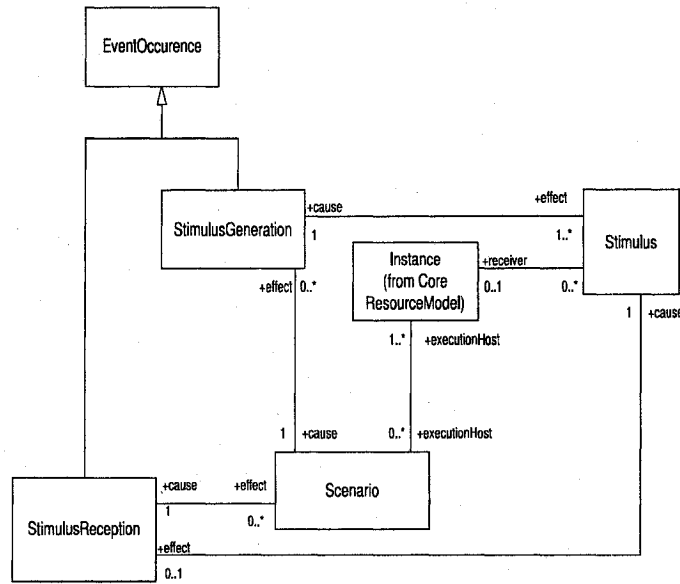 EventOccurence
StimulusGeneration
+cause
1
+effect
1..*
Stimulus
Instance
(from Core
ResourceModel)
+receiver
0..1
0..*
+effect
0..*
1
+cause
1..*
+executionHost
1
+cause
0..*
+executionHost
Scenario
StimulusReception
+cause
1
+effect
0..*
+effect
0..1